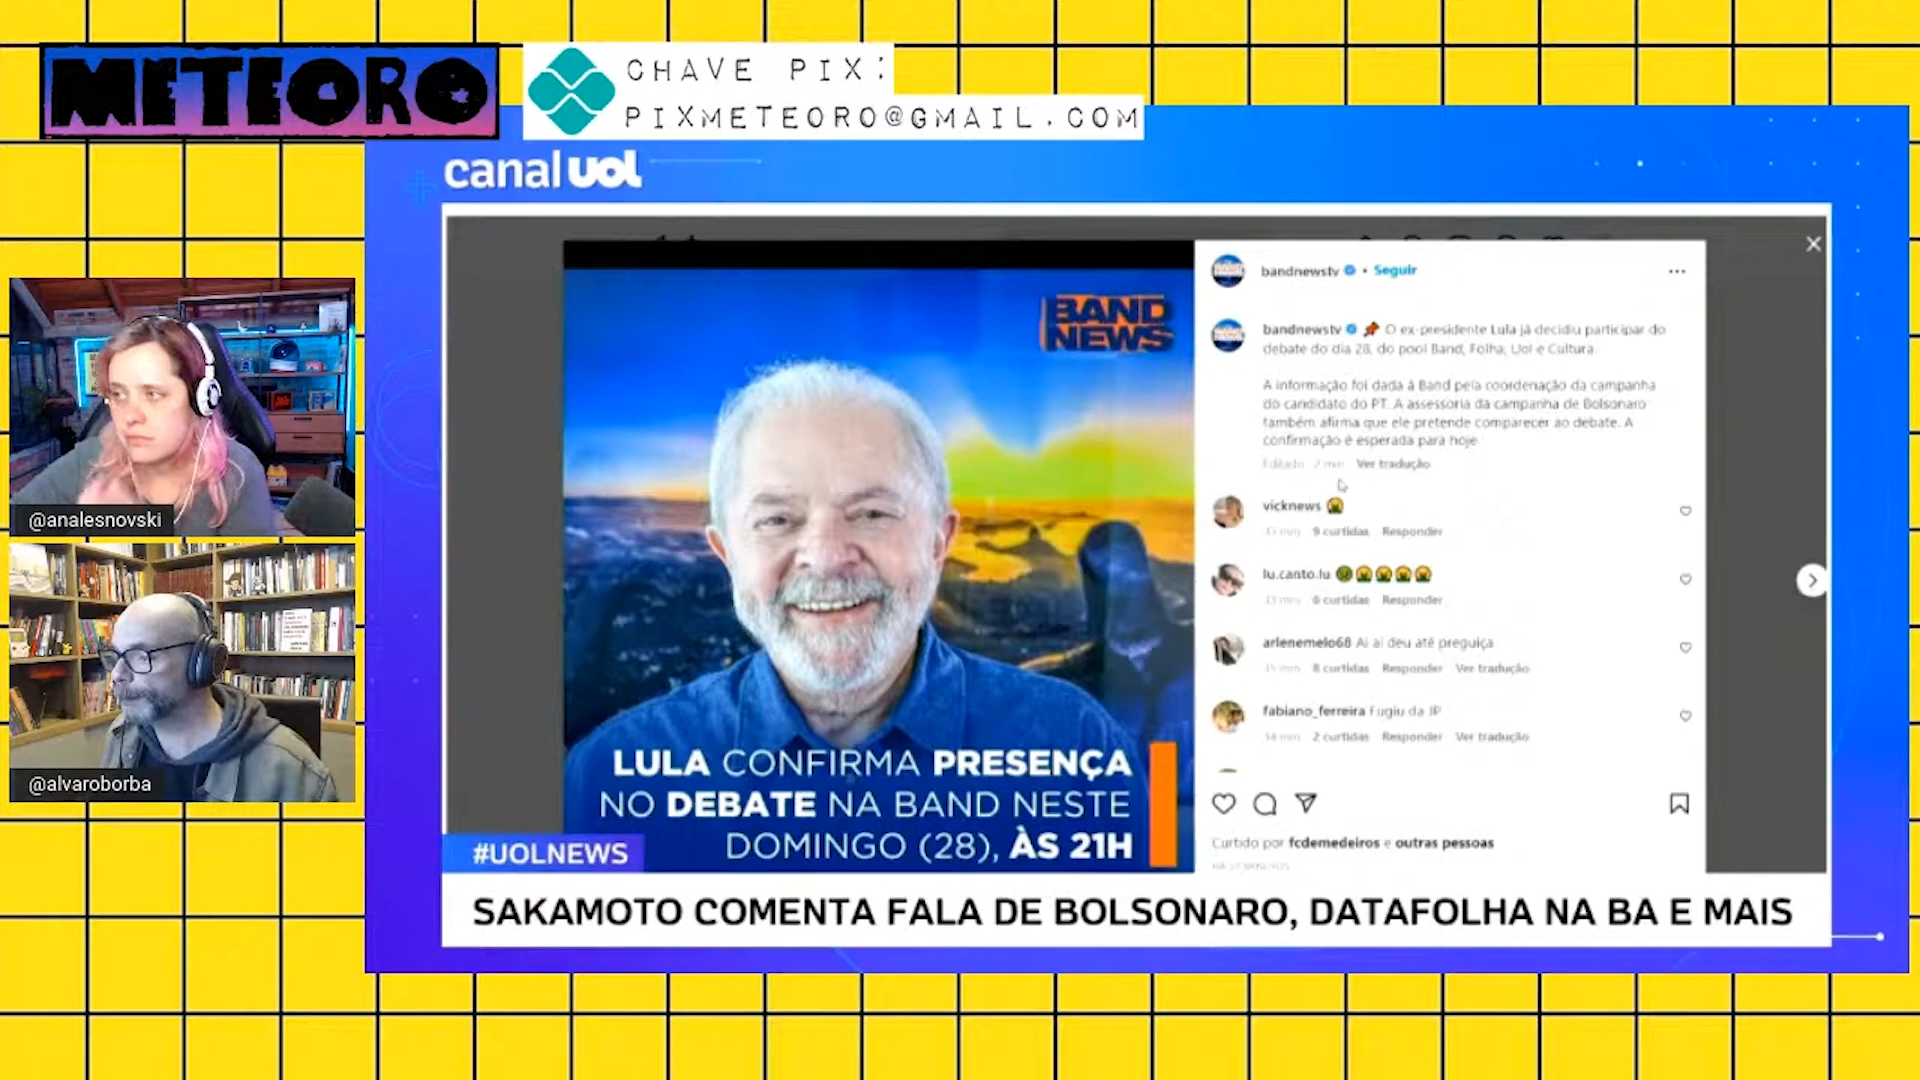 METEORO
CHAVE PIX:
PIXMETEORO@GMAIL.COM
canal uol
@analesnovski
@alvaroborba
BAND
NEWS
LULA CONFIRMA PRESENÇA
NO DEBATE NA BAND NESTE
DOMINGO (28), ÀS 21H
bandnewstv • Seguir
bandnewstv 📌 O ex-presidente Lula já decidiu participar do
debate do dia 28, do pool Band, Folha, Uol e Cultura.
A informação foi dada à Band pela coordenação da campanha
do candidato do PT. A assessoria da campanha de Bolsonaro
também afirma que ele pretende comparecer ao debate. A
confirmação é esperada para hoje
Editado 2 min Ver tradução
vicknews 🤮
9 curtidas Responder
lu.canto.lu 🤢🤮🤮🤮🤮
6 curtidas Responder
arlenemelo68 Ai ai deu até preguiça
8 curtidas Responder Ver tradução
fabiano_ferreira Fugiu da JP
34 min 2 curtidas Responder Ver tradução
Curtido por fcdemedeiros e outras pessoas
#UOLNEWS
SAKAMOTO COMENTA FALA DE BOLSONARO, DATAFOLHA NA BA E MAIS